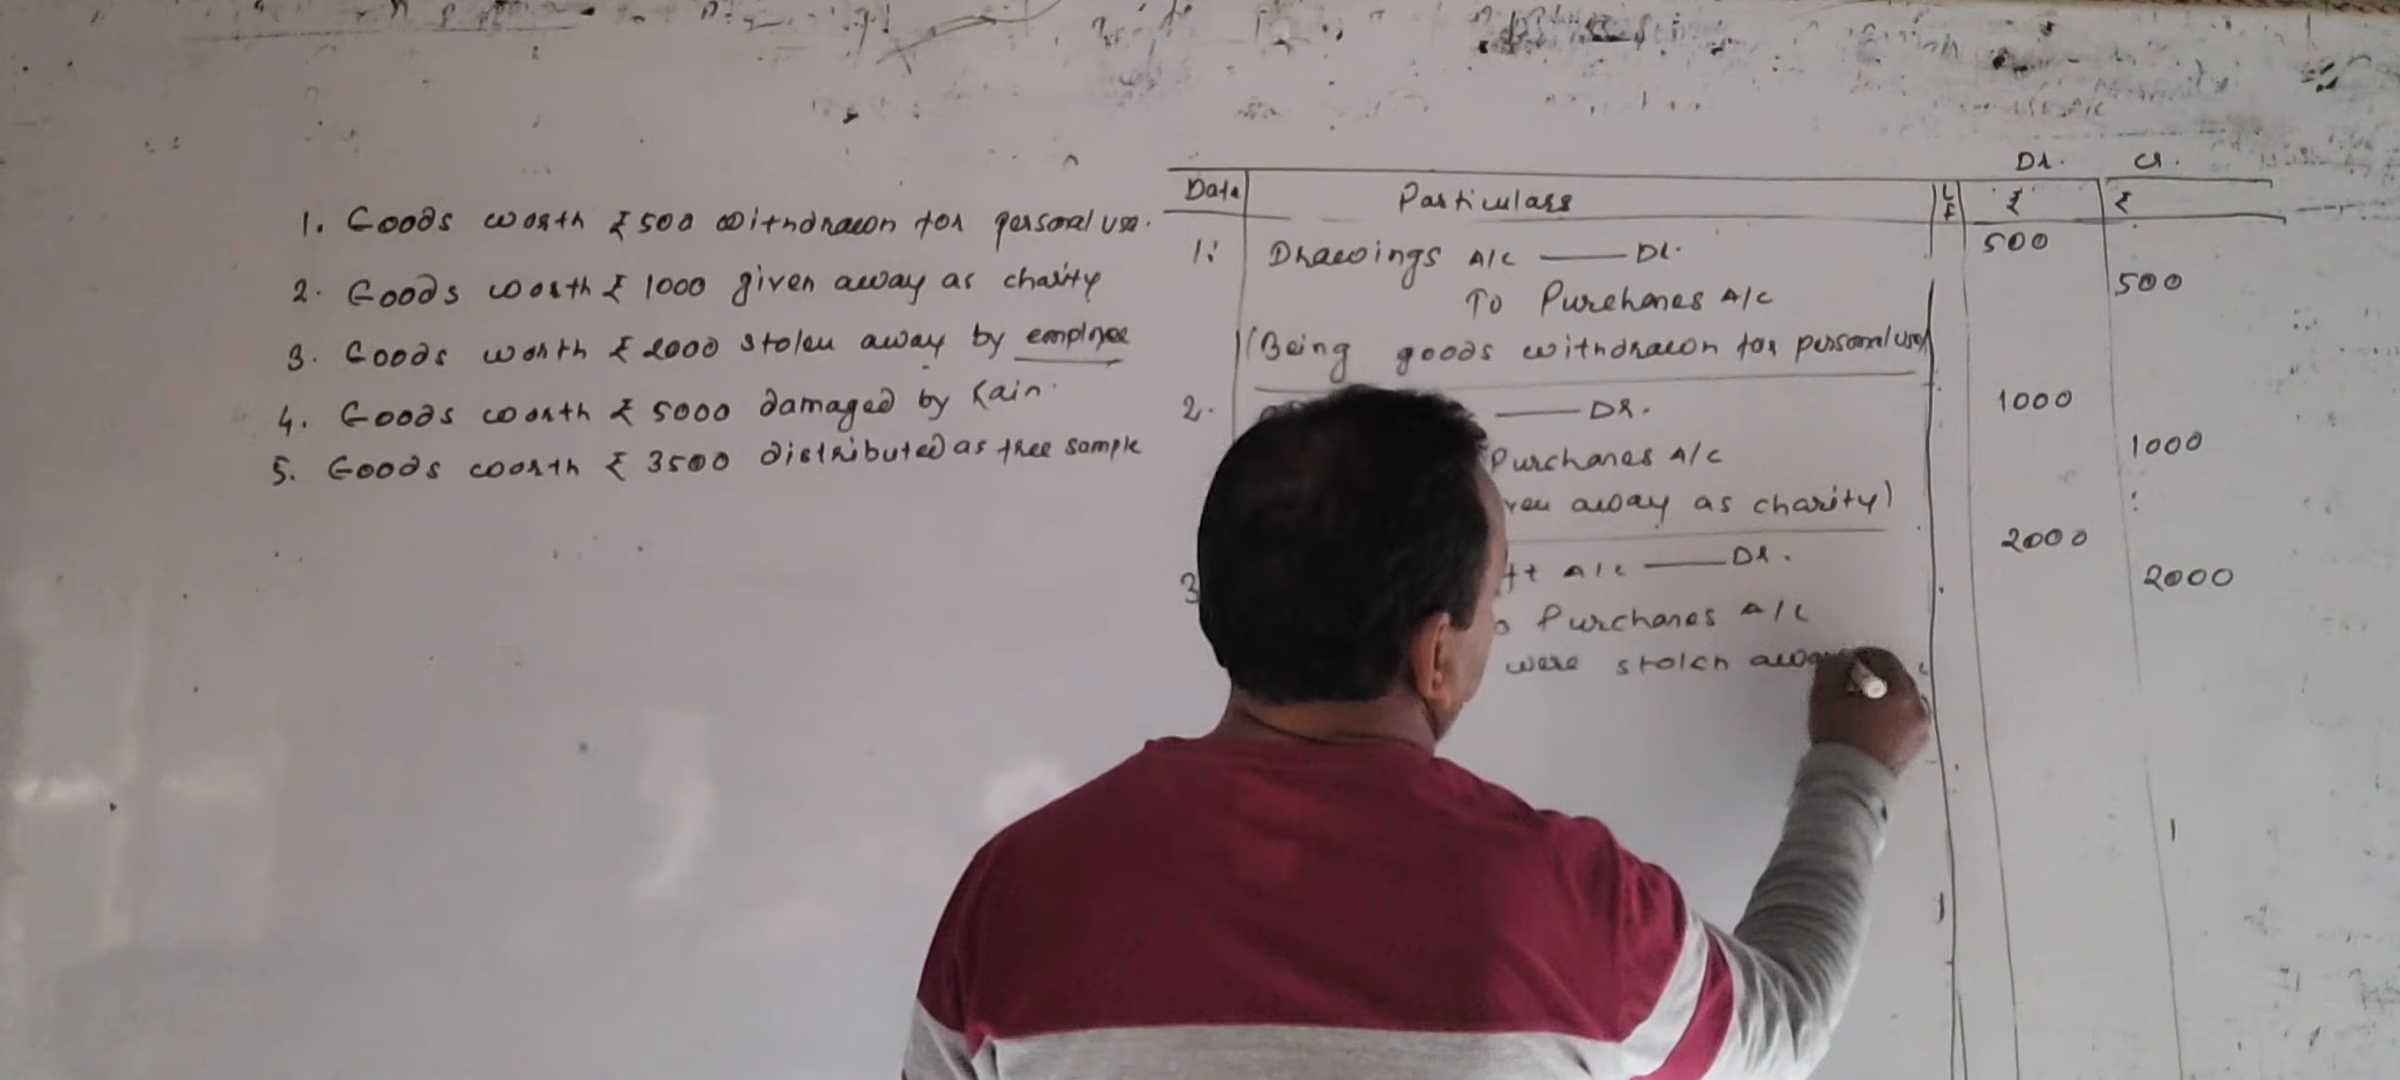 1. Goods worth ₹ 500 withdrawn for personal use.
2. Goods worth ₹ 1000 given away as charity
3. Goods worth ₹ 2000 stolen away by employee
4. Goods worth ₹ 5000 damaged by rain.
5. Goods worth ₹ 3500 distributed as free sample
Dr. Cr.
Date Particulars LF ₹ ₹
1. Drawings A/c —— Dr. 500
To Purchases A/c 500
(Being goods withdrawn for personal use)
2. —— Dr. 1000
Purchases A/c 1000
away as charity)
3 A/c —— Dr. 2000
Purchases A/c 2000
were stolen